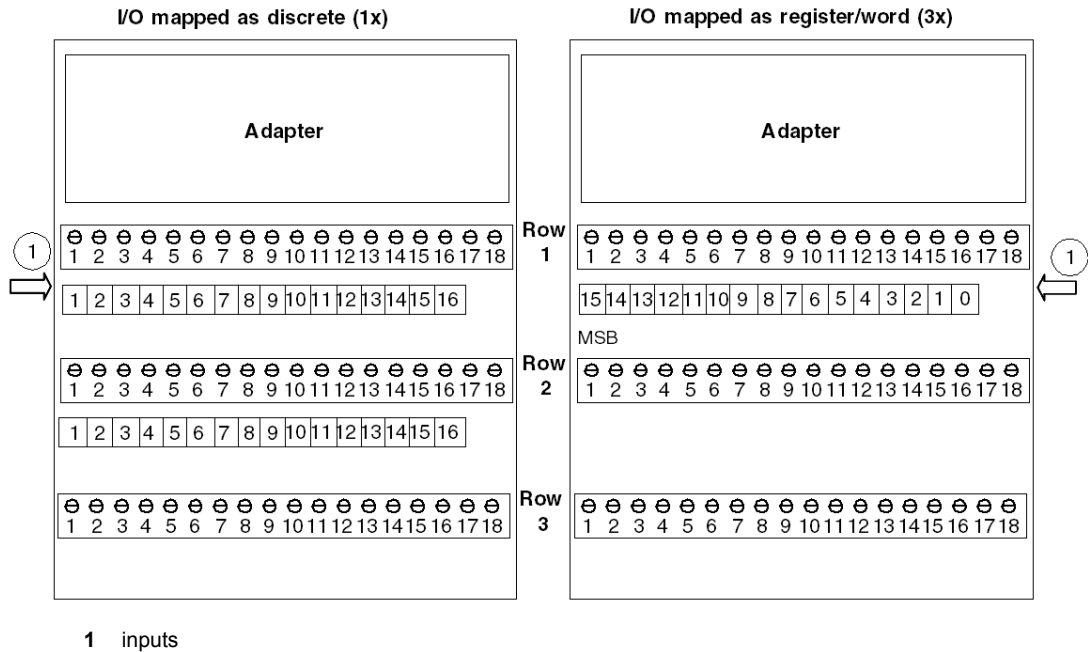 I/O mapped as discrete (1x)
I/O mapped as register/word (3x)
Adapter
Adapter
Row 1
1 2 3 4 5 6 7 8 9 10 11 12 13 14 15 16 17 18
1 2 3 4 5 6 7 8 9 10 11 12 13 14 15 16 17 18
1
1
1 2 3 4 5 6 7 8 9 10 11 12 13 14 15 16
15 14 13 12 11 10 9 8 7 6 5 4 3 2 1 0
MSB
Row 2
1 2 3 4 5 6 7 8 9 10 11 12 13 14 15 16 17 18
1 2 3 4 5 6 7 8 9 10 11 12 13 14 15 16 17 18
1 2 3 4 5 6 7 8 9 10 11 12 13 14 15 16
Row 3
1 2 3 4 5 6 7 8 9 10 11 12 13 14 15 16 17 18
1 2 3 4 5 6 7 8 9 10 11 12 13 14 15 16 17 18
1 inputs